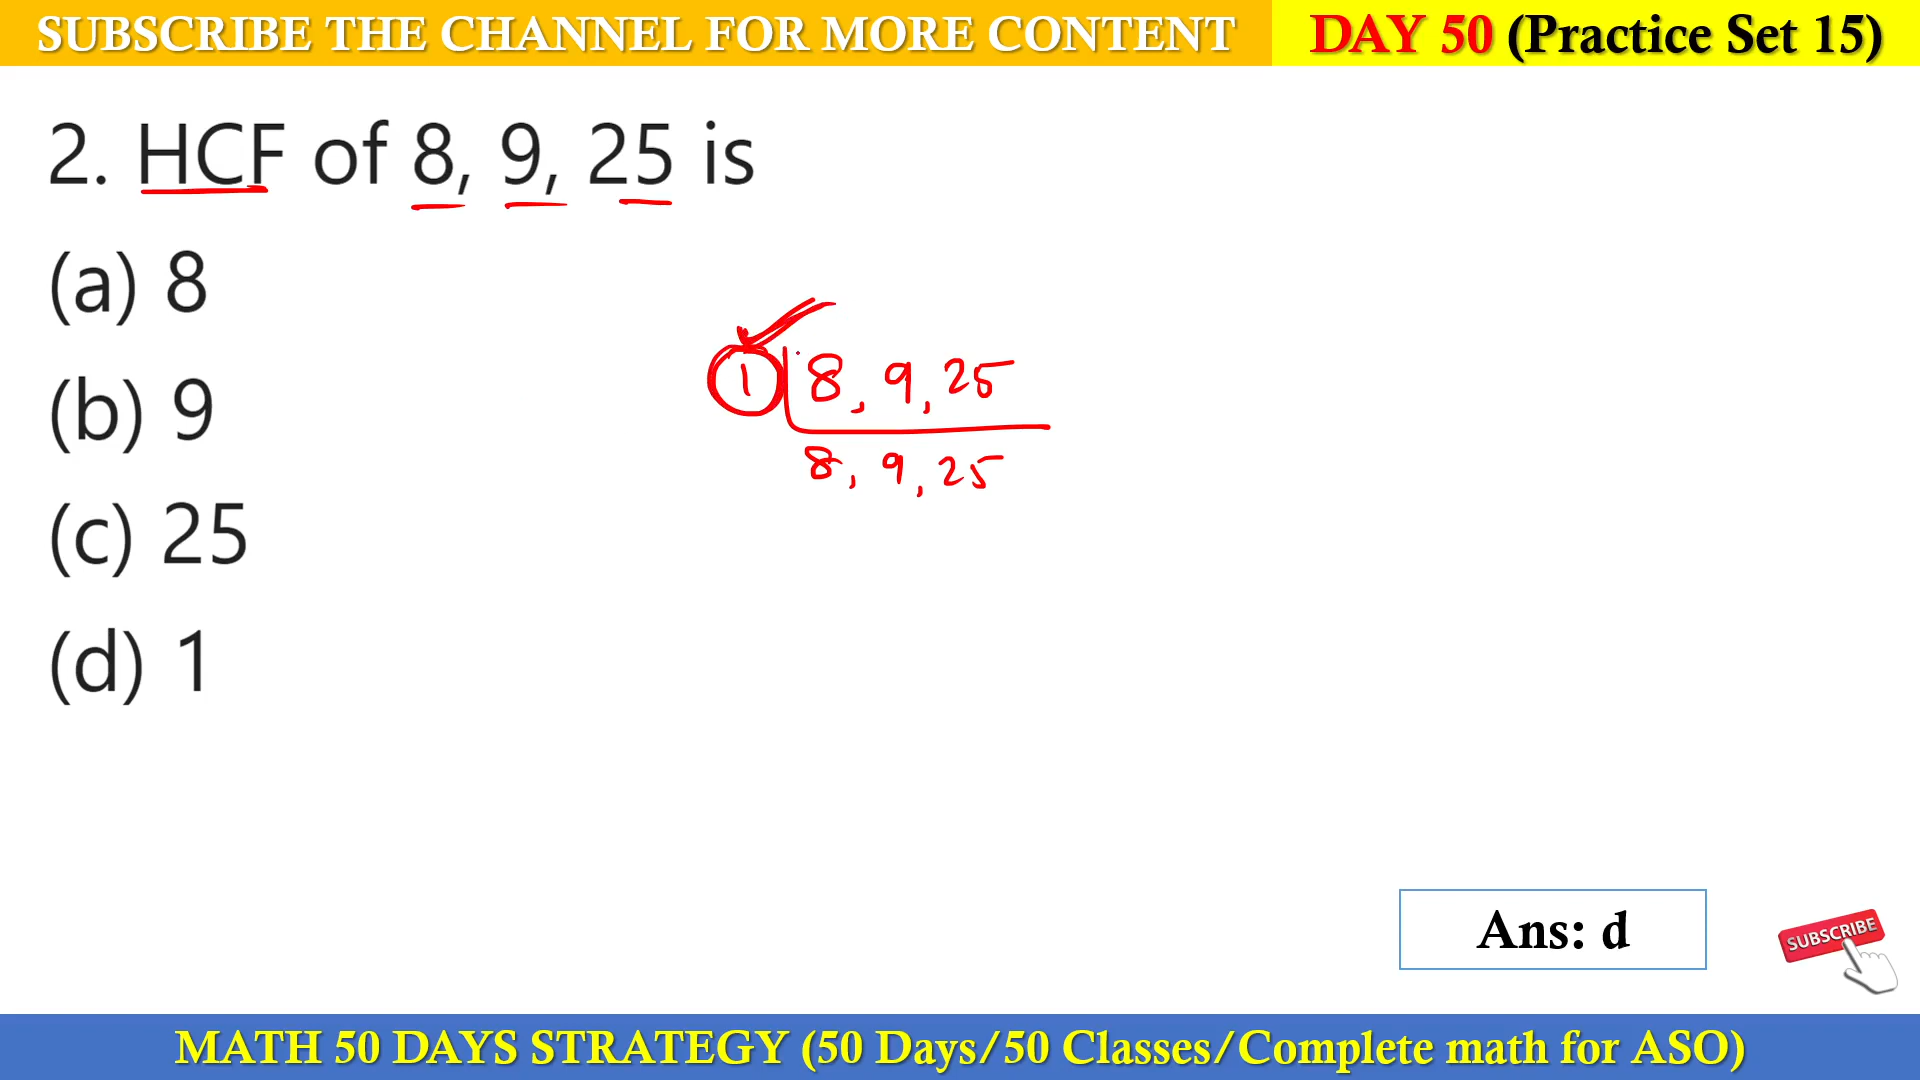 SUBSCRIBE THE CHANNEL FOR MORE CONTENT
DAY 50 (Practice Set 15)
2. HCF of 8, 9, 25 is
(a) 8
(b) 9
(c) 25
(d) 1
1 8, 9, 25
8, 9, 25
Ans: d
SUBSCRIBE
MATH 50 DAYS STRATEGY (50 Days/50 Classes/Complete math for ASO)